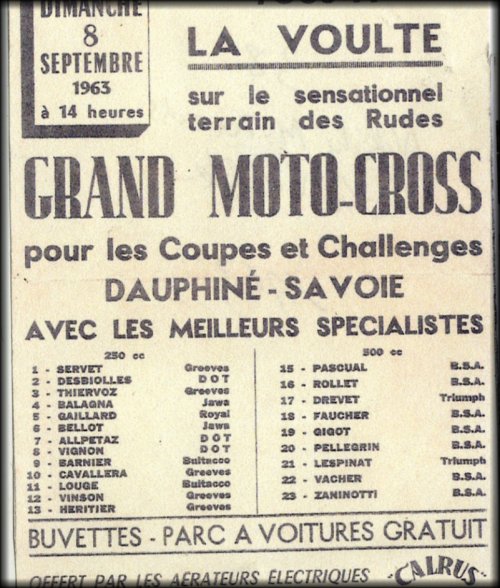 DIMANCHE
8
SEPTEMBRE
1963
à 14 heures
LA VOULTE
sur le sensationnel
terrain des Rudes
GRAND MOTO-CROSS
pour les Coupes et Challenges
DAUPHINÉ - SAVOIE
AVEC LES MEILLEURS SPECIALISTES
250 cc
1 - SERVET Greeves
2 - DESBIOLLES DOT
3 - THIERVOZ Greeves
4 - BALAGNA Jawa
5 - GAILLARD Royal
6 - BELLOT Jawa
7 - ALLPETAZ DOT
8 - VIGNON DOT
9 - BARNIER Bultacco
10 - CAVALLERA Greeves
11 - LOUGE Bultacco
12 - VINSON Greeves
13 - HERITIER Greeves
500 cc
15 - PASCUAL B.S.A.
16 - ROLLET B.S.A.
17 - DREVET Triumph
18 - FAUCHER B.S.A.
19 - GIGOT B.S.A.
20 - PELLEGRIN B.S.A.
21 - LESPINAT Triumph
22 - VACHER B.S.A.
23 - ZANINOTTI B.S.A.
BUVETTES - PARC A VOITURES GRATUIT
OFFERT PAR LES AÉRATEURS ÉLECTRIQUES CALRUS